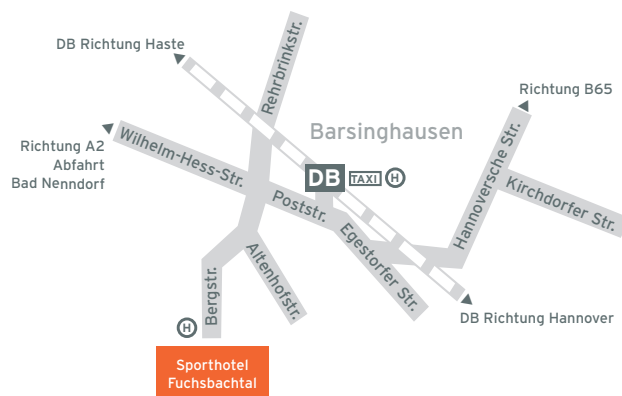 DB Richtung Haste
Rehrbrinkstr.
Richtung B65
Barsinghausen
Wilhelm-Hess-Str.
Richtung A2
Abfahrt
Bad Nenndorf
DB
TAXI
H
Hannoversche Str.
Kirchdorfer Str.
Poststr.
Egestorfer Str.
Altenhofstr.
Bergstr.
DB Richtung Hannover
H
Sporthotel
Fuchsbachtal